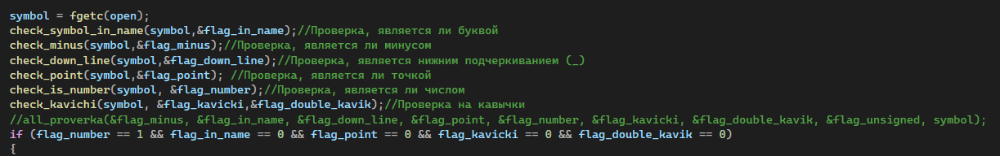 symbol = fgetc(open);
check_symbol_in_name(symbol,&flag_in_name);//Проверка, является ли буквой
check_minus(symbol,&flag_minus);//Проверка, является ли минусом
check_down_line(symbol,&flag_down_line);//Проверка, является нижним подчеркиванием (_)
check_point(symbol,&flag_point); //Проверка, является ли точкой
check_is_number(symbol, &flag_number);//Проверка, является ли числом
check_kavichi(symbol, &flag_kavicki,&flag_double_kavik);//Проверка на кавычки
//all_proverka(&flag_minus, &flag_in_name, &flag_down_line, &flag_point, &flag_number, &flag_kavicki, &flag_double_kavik, &flag_unsigned, symbol);
if (flag_number == 1 && flag_in_name == 0 && flag_point == 0 && flag_kavicki == 0 && flag_double_kavik == 0)
{